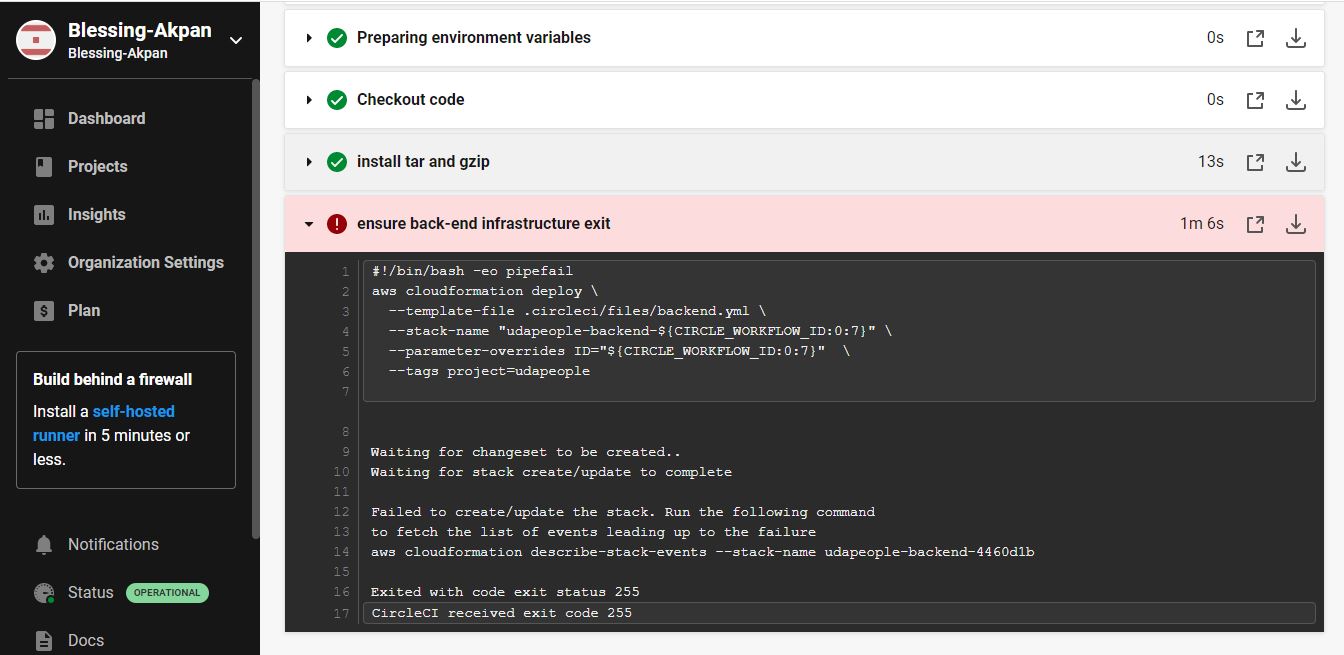 Blessing-Akpan
Blessing-Akpan
Dashboard
Projects
Insights
Organization Settings
Plan
Build behind a firewall
Install a self-hosted
runner in 5 minutes or
less.
Notifications
Status OPERATIONAL
Docs
Preparing environment variables 0s
Checkout code 0s
install tar and gzip 13s
ensure back-end infrastructure exit 1m 6s
1 #!/bin/bash -eo pipefail
2 aws cloudformation deploy \
3 --template-file .circleci/files/backend.yml \
4 --stack-name "udapeople-backend-${CIRCLE_WORKFLOW_ID:0:7}" \
5 --parameter-overrides ID="${CIRCLE_WORKFLOW_ID:0:7}"  \
6 --tags project=udapeople
7
8
9 Waiting for changeset to be created..
10 Waiting for stack create/update to complete
11
12 Failed to create/update the stack. Run the following command
13 to fetch the list of events leading up to the failure
14 aws cloudformation describe-stack-events --stack-name udapeople-backend-4460d1b
15
16 Exited with code exit status 255
17 CircleCI received exit code 255